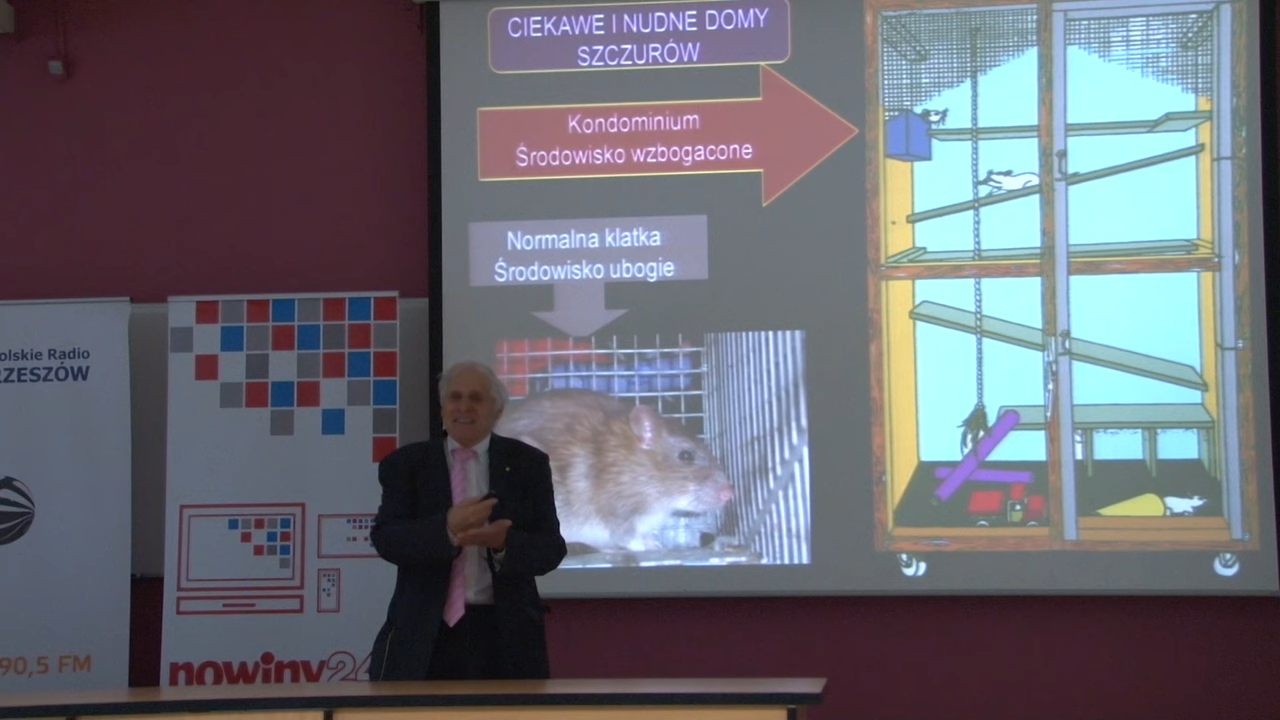 CIEKAWE I NUDNE DOMY
SZCZURÓW
Kondominium
Środowisko wzbogacone
Normalna klatka
Środowisko ubogie
olskie Radio
RZESZÓW
90,5 FM
nowiny24